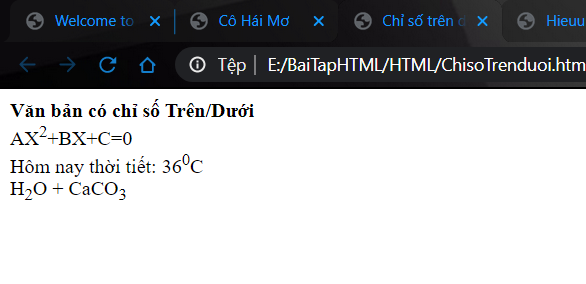 Welcome to
Cô Hái Mơ
Chỉ số trên d
Hieuu
Tệp | E:/BaiTapHTML/HTML/ChisoTrenduoi.htm
Văn bản có chỉ số Trên/Dưới
AX²+BX+C=0
Hôm nay thời tiết: 36⁰C
H₂O + CaCO₃